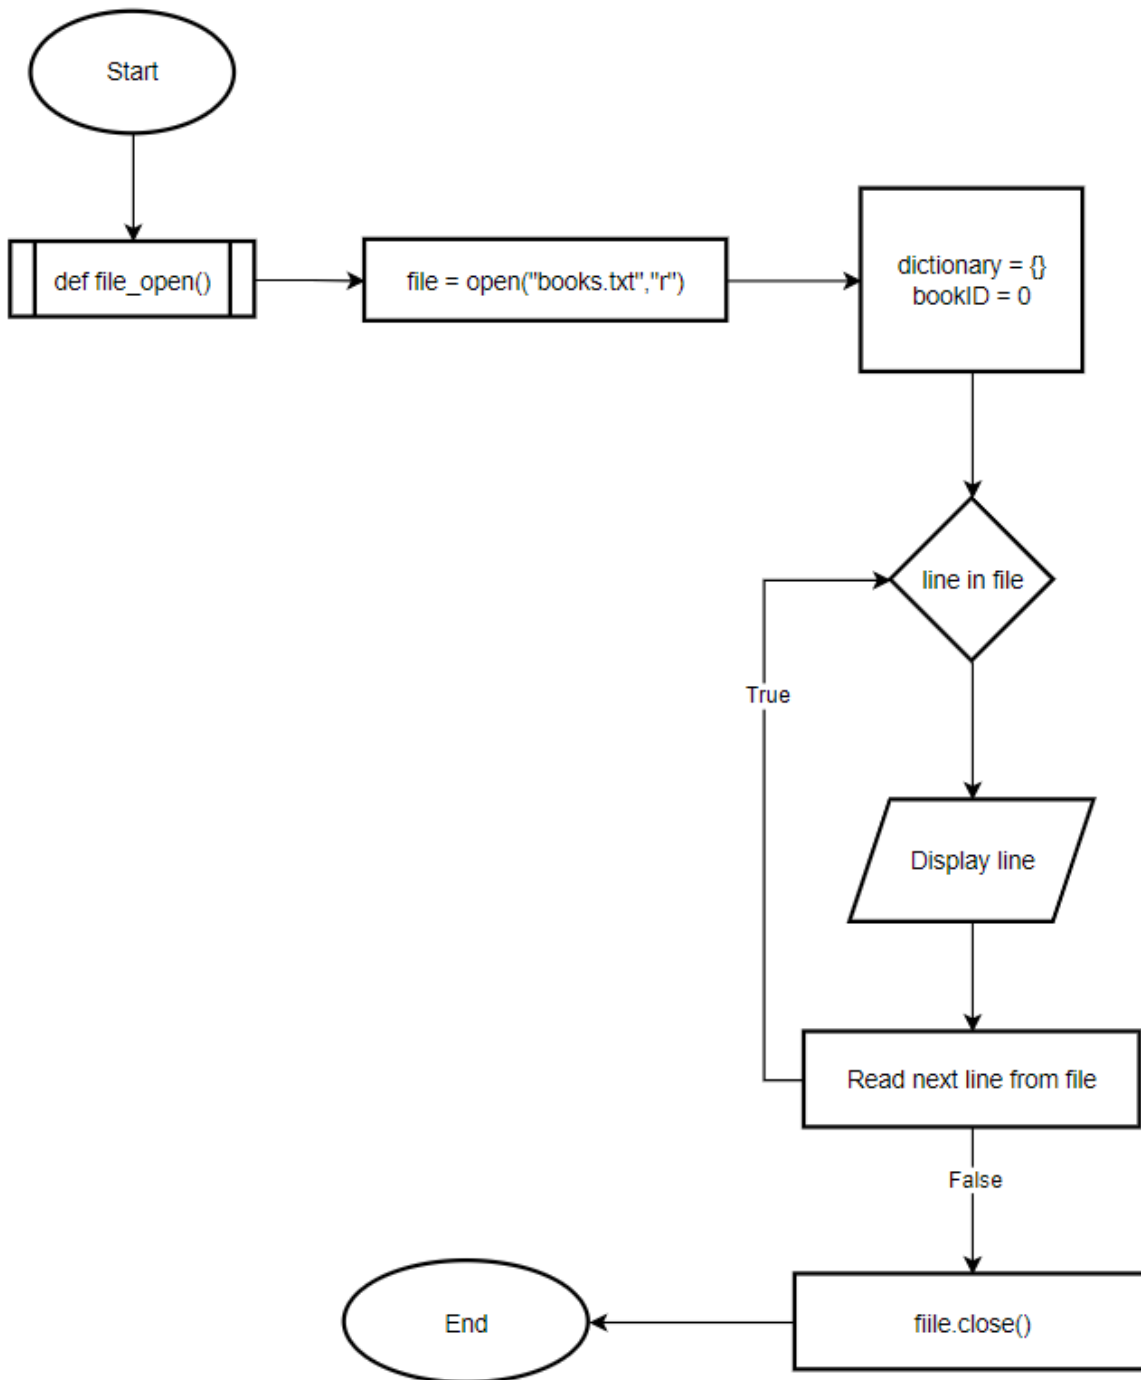 Start
def file_open()
file = open("books.txt","r")
dictionary = {}
bookID = 0
line in file
True
Display line
Read next line from file
False
fiile.close()
End